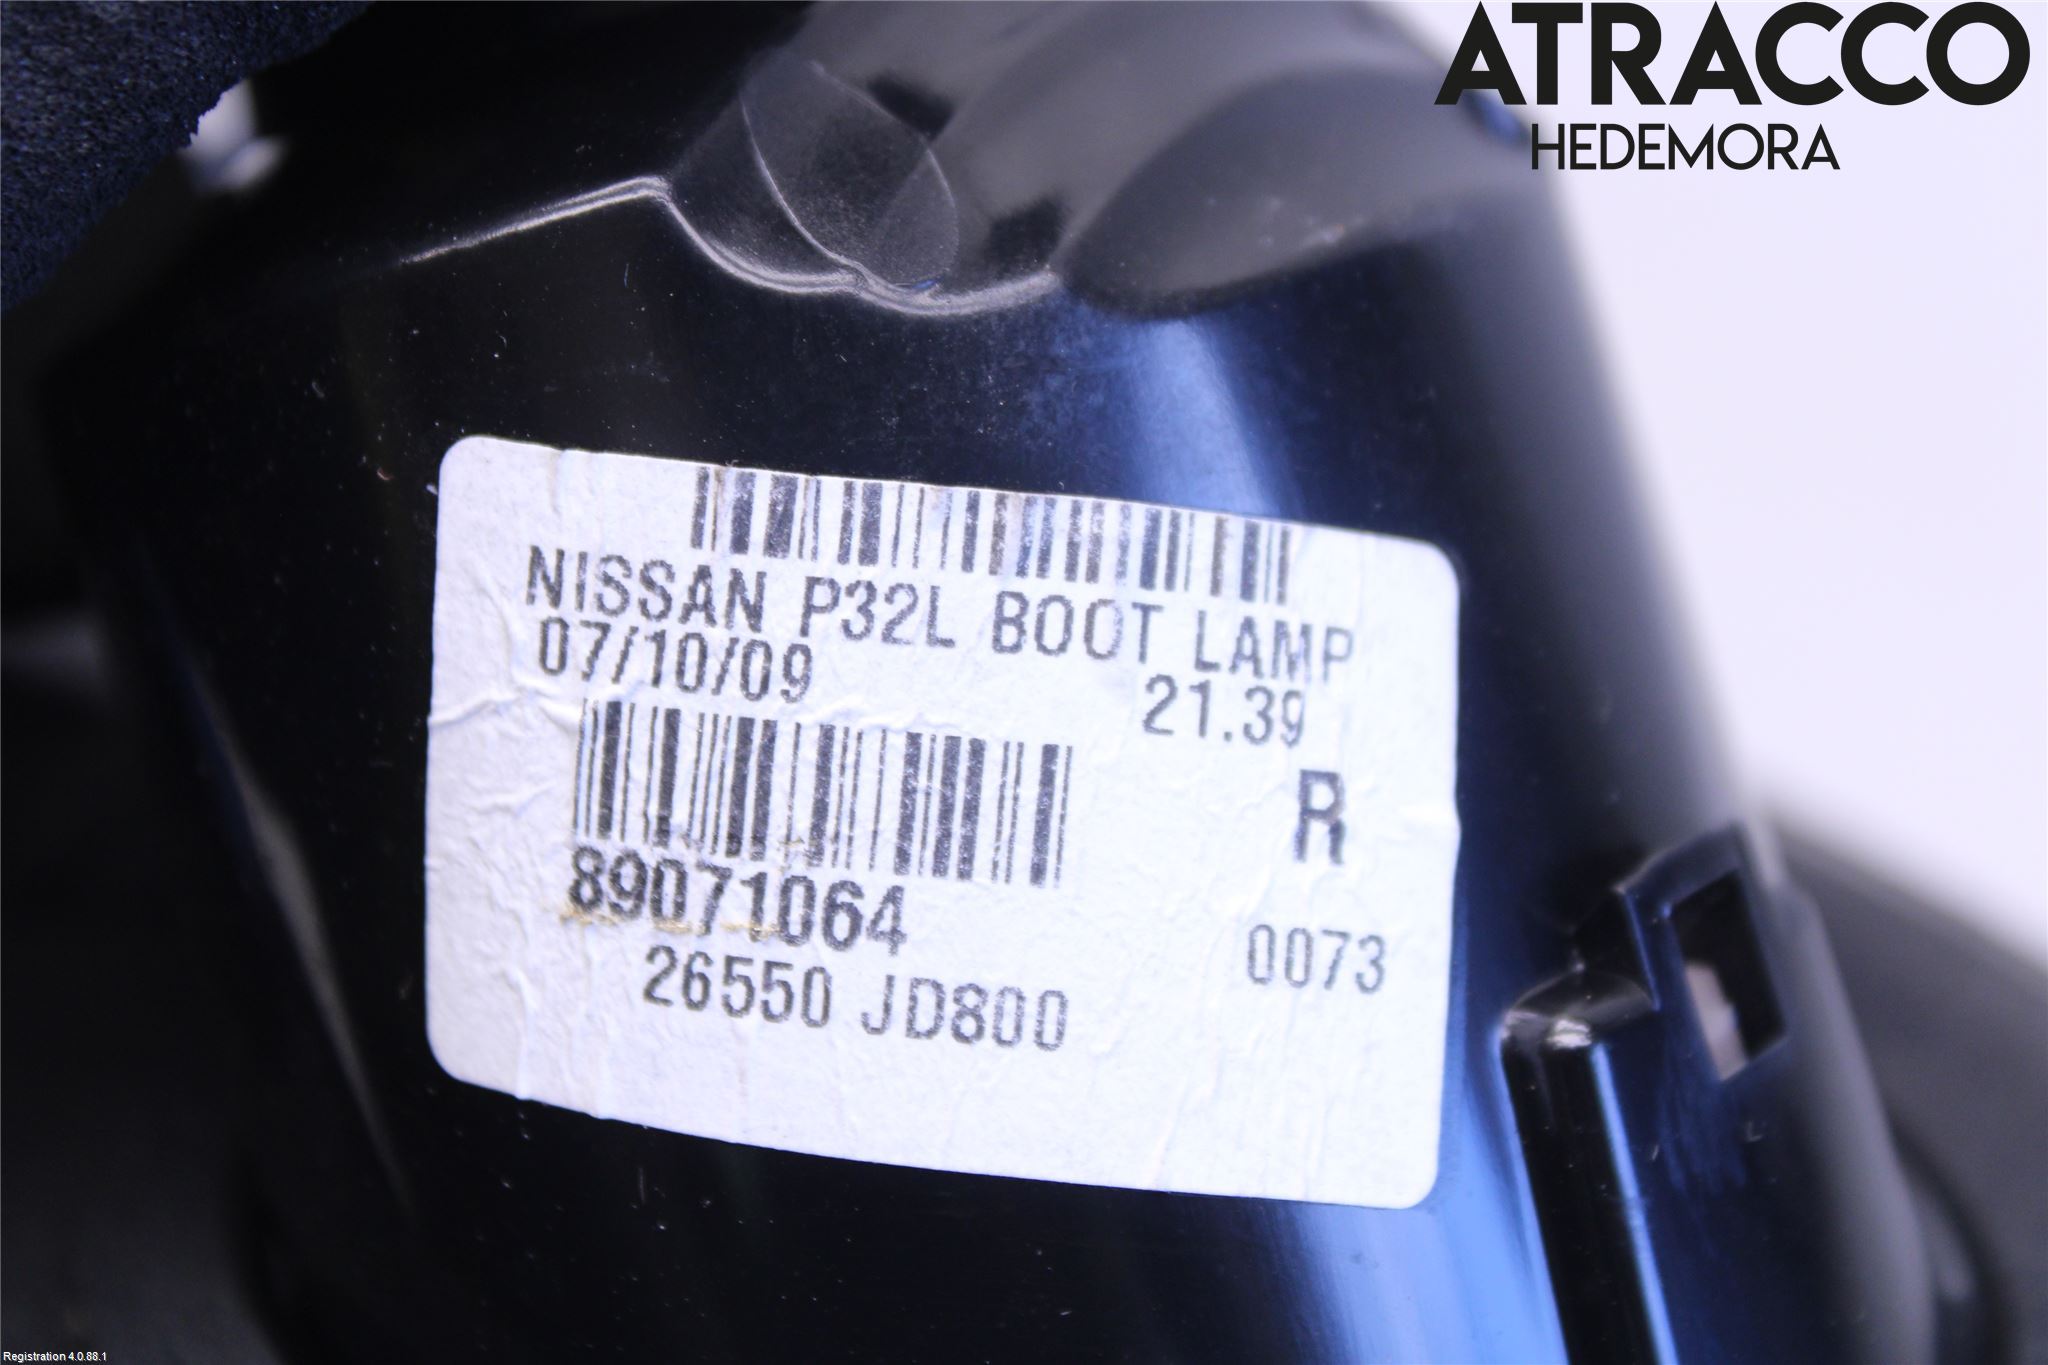 ATRACCO
HEDEMORA
NISSAN P32L BOOT LAMP
07/10/09
21.39
R
89071064
0073
26550 JD800
Registration 4.0.88.1